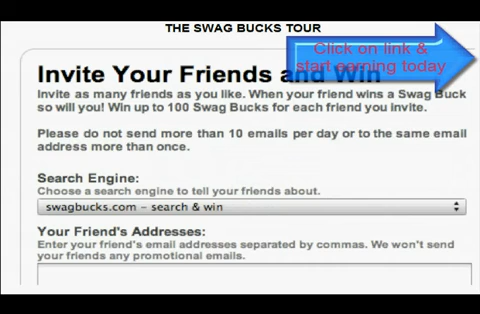 THE SWAG BUCKS TOUR
Click on link &
start earning today
Invite Your Friends and Win
Invite as many friends as you like. When your friend wins a Swag Buck
so will you! Win up to 100 Swag Bucks for each friend you invite.
Please do not send more than 10 emails per day or to the same email
address more than once.
Search Engine:
Choose a search engine to tell your friends about.
swagbucks.com – search & win
Your Friend's Addresses:
Enter your friend's email addresses separated by commas. We won't send
your friends any promotional emails.